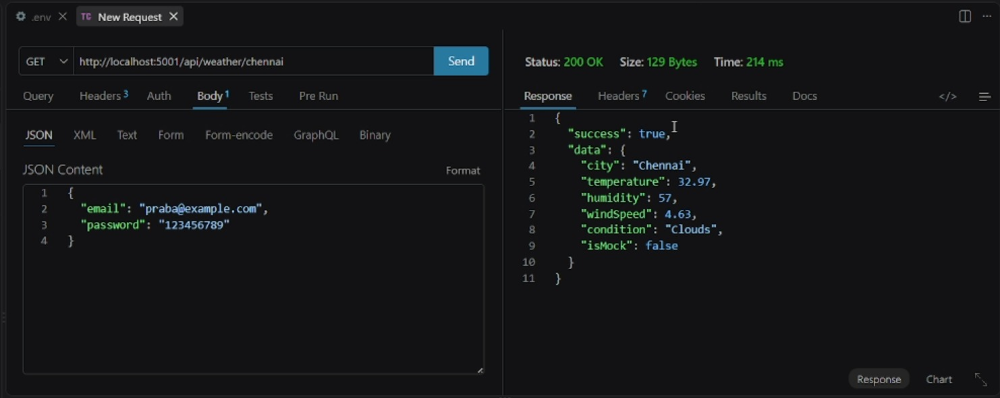 .env
TC New Request
GET http://localhost:5001/api/weather/chennai Send
Query Headers 3 Auth Body 1 Tests Pre Run
JSON XML Text Form Form-encode GraphQL Binary
JSON Content Format
1 {
2 "email": "praba@example.com",
3 "password": "123456789"
4 }
Status: 200 OK Size: 129 Bytes Time: 214 ms
Response Headers 7 Cookies Results Docs </>
1 {
2 "success": true,
3 "data": {
4 "city": "Chennai",
5 "temperature": 32.97,
6 "humidity": 57,
7 "windSpeed": 4.63,
8 "condition": "Clouds",
9 "isMock": false
10 }
11 }
Response Chart